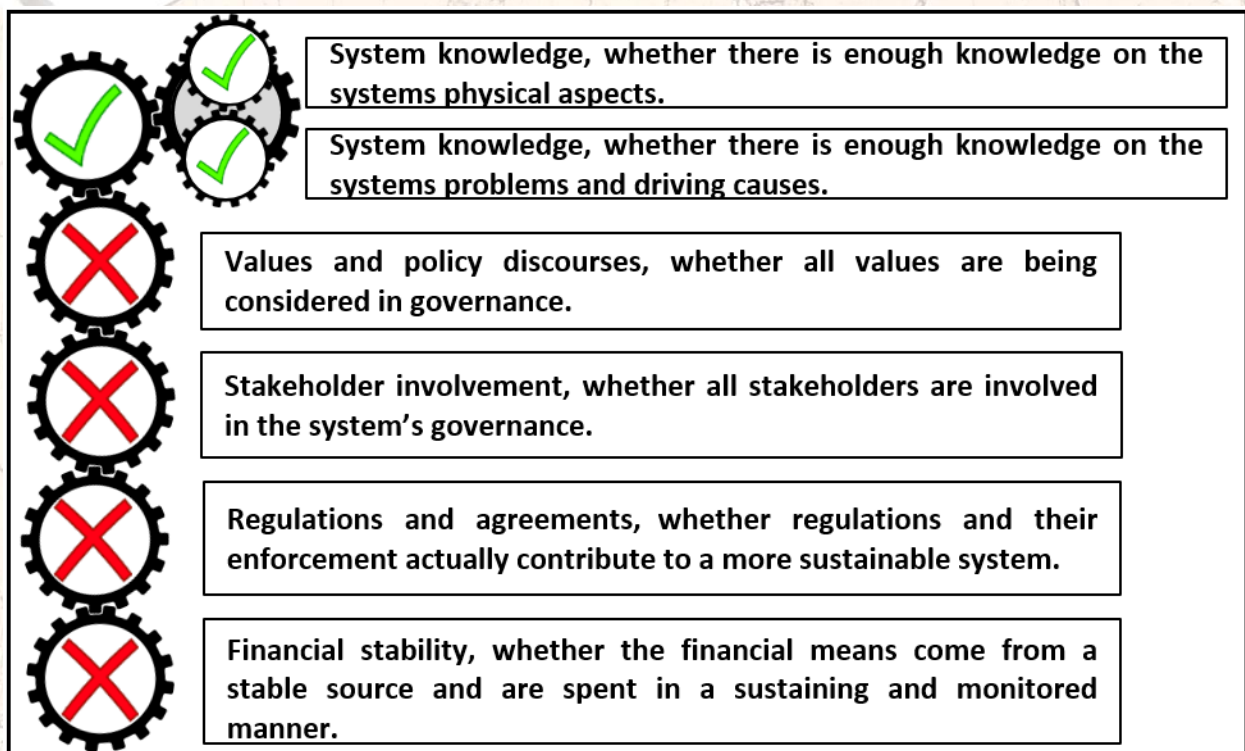 System knowledge, whether there is enough knowledge on the
systems physical aspects.
System knowledge, whether there is enough knowledge on the
systems problems and driving causes.
Values and policy discourses, whether all values are being
considered in governance.
Stakeholder involvement, whether all stakeholders are involved
in the system’s governance.
Regulations and agreements, whether regulations and their
enforcement actually contribute to a more sustainable system.
Financial stability, whether the financial means come from a
stable source and are spent in a sustaining and monitored
manner.